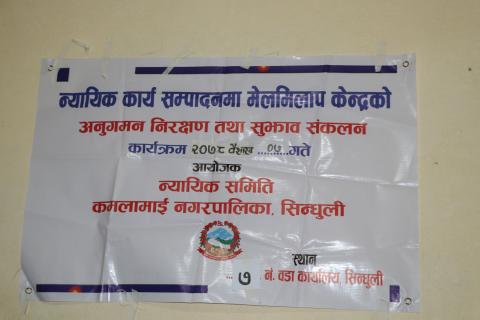 न्यायिक कार्य सम्पादनमा मेलमिलाप केन्द्रको
अनुगमन निरक्षण तथा सुझाव संकलन
कार्यक्रम २०७८ वैशाख ...०५...गते
आयोजक
न्यायिक समिति
कमलामाई नगरपालिका, सिन्धुली
स्थान
...७ नं. वडा कार्यालय, सिन्धुली